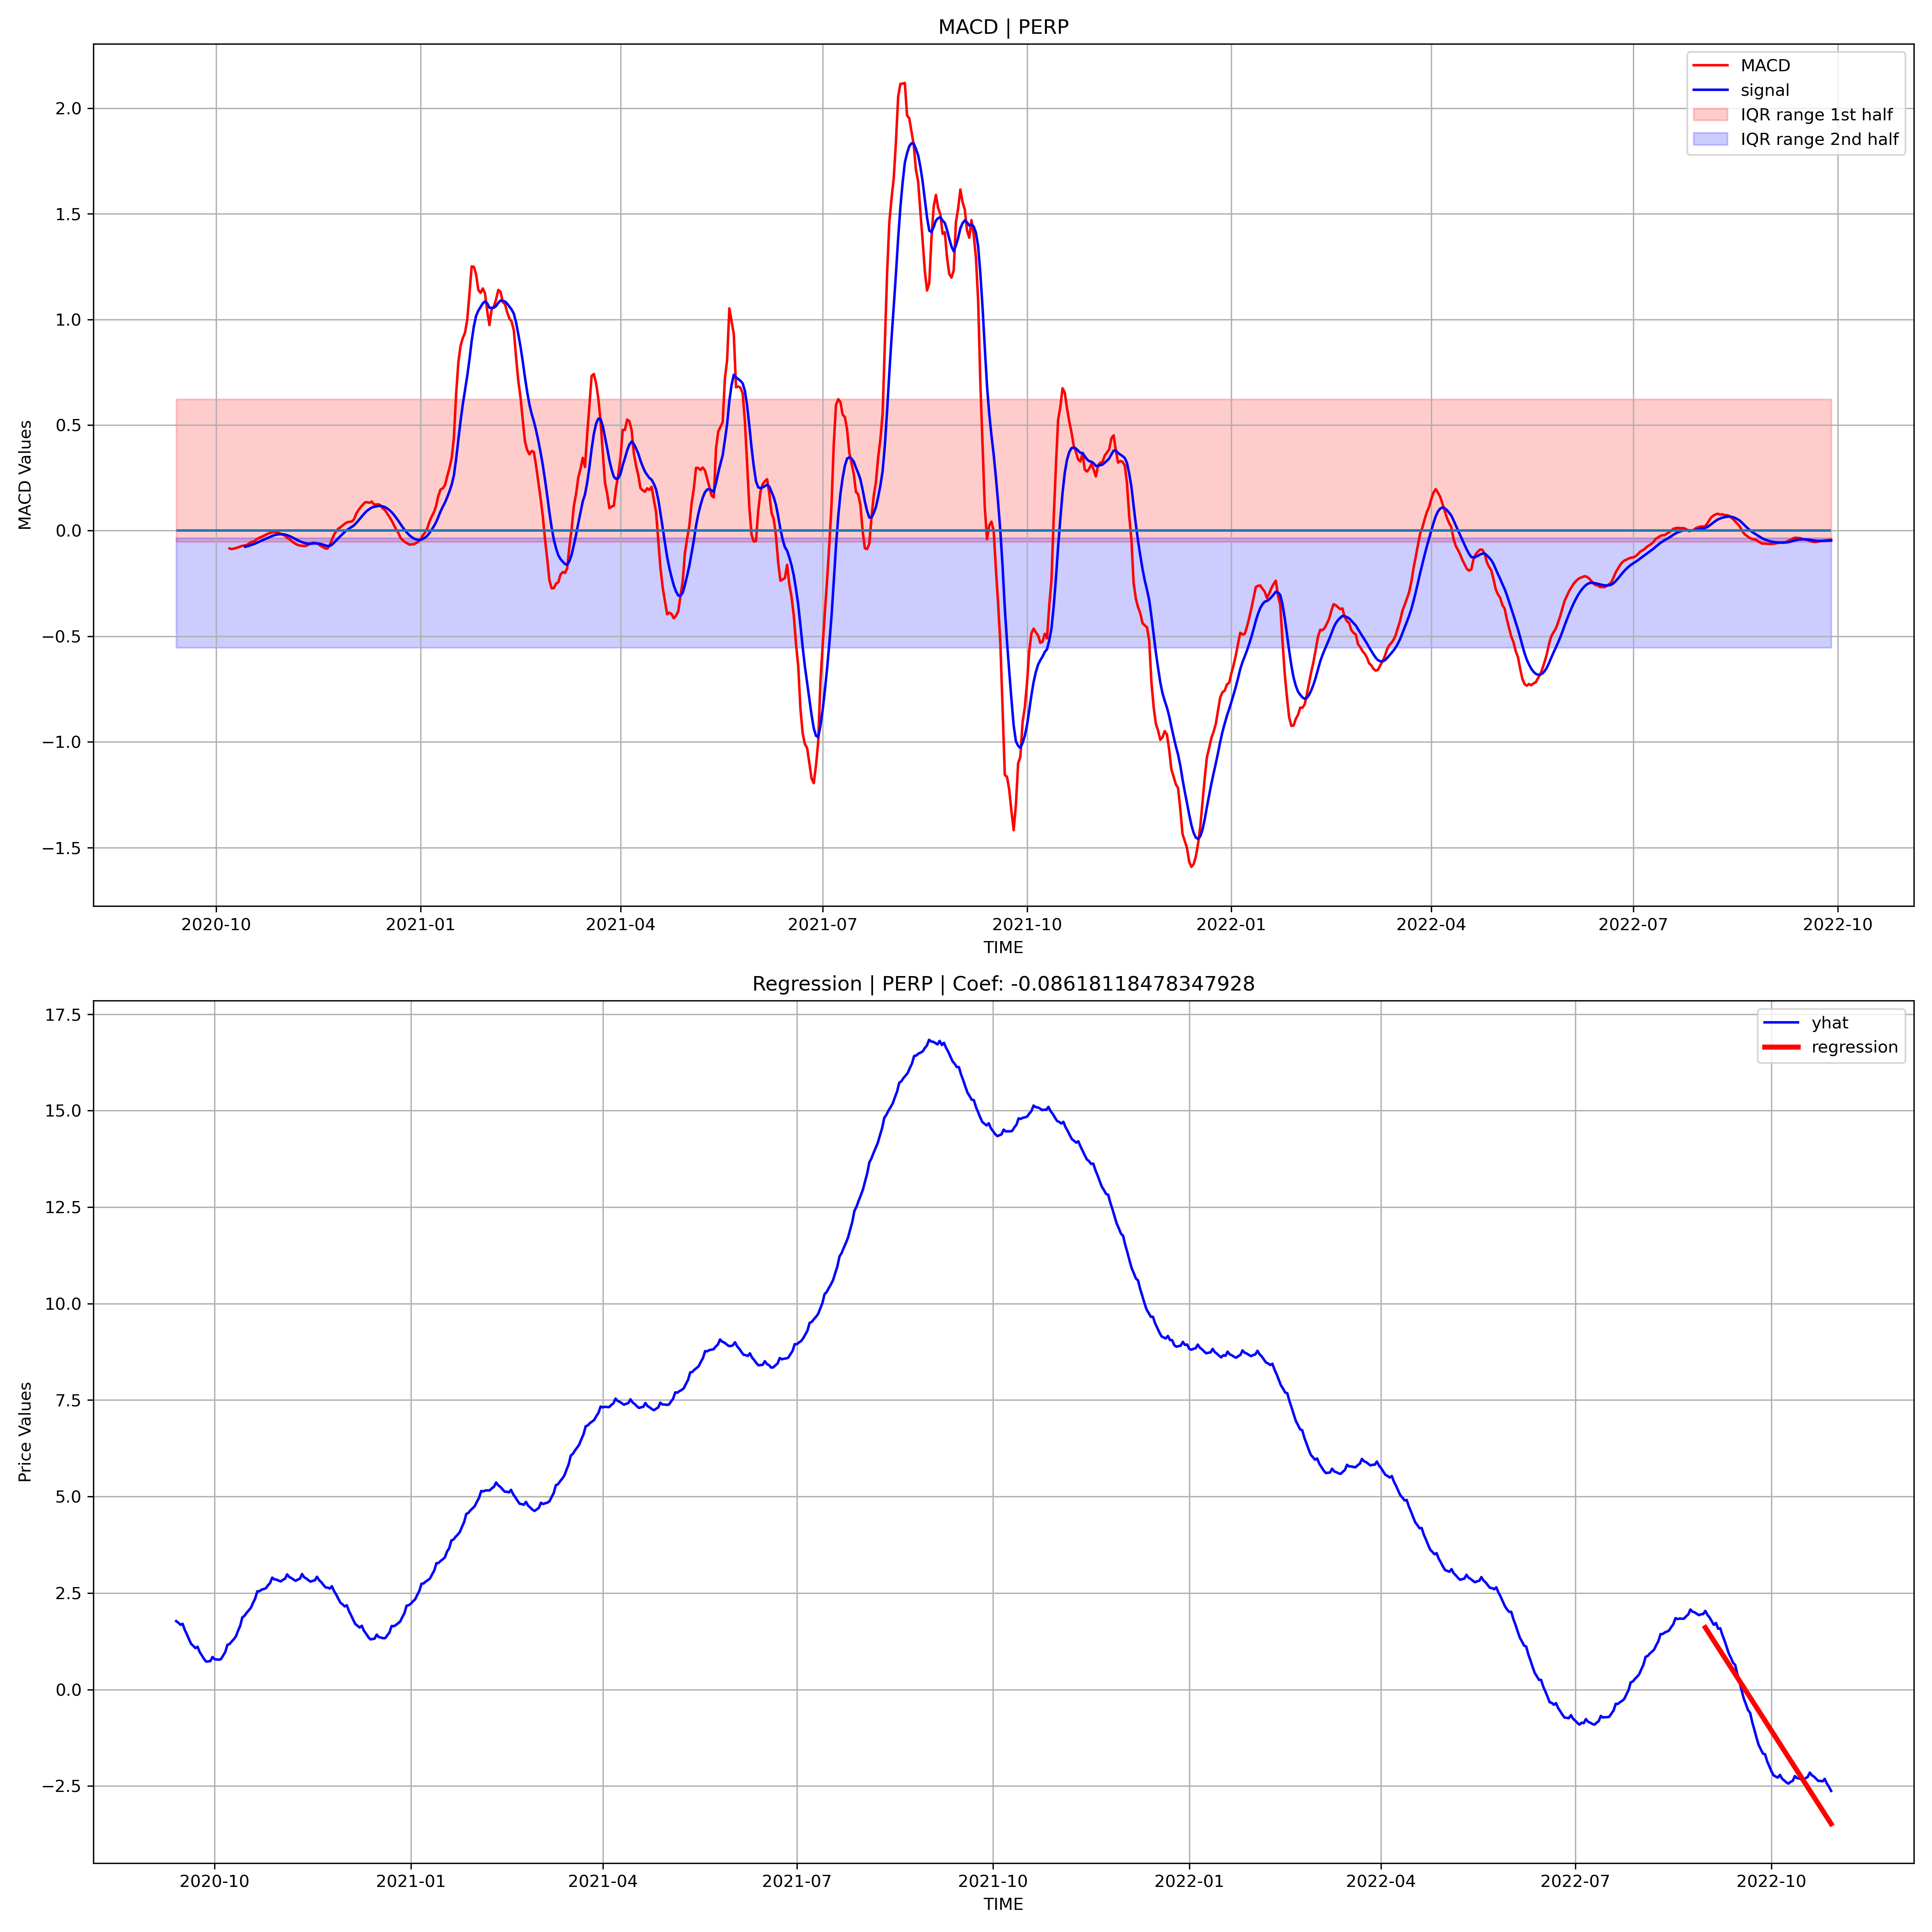 MACD | PERP
MACD
signal
IQR range 1st half
IQR range 2nd half
MACD Values
2.0
1.5
1.0
0.5
0.0
−0.5
−1.0
−1.5
2020-10 2021-01 2021-04 2021-07 2021-10 2022-01 2022-04 2022-07 2022-10
TIME
Regression | PERP | Coef: -0.08618118478347928
yhat
regression
Price Values
17.5
15.0
12.5
10.0
7.5
5.0
2.5
0.0
−2.5
2020-10 2021-01 2021-04 2021-07 2021-10 2022-01 2022-04 2022-07 2022-10
TIME